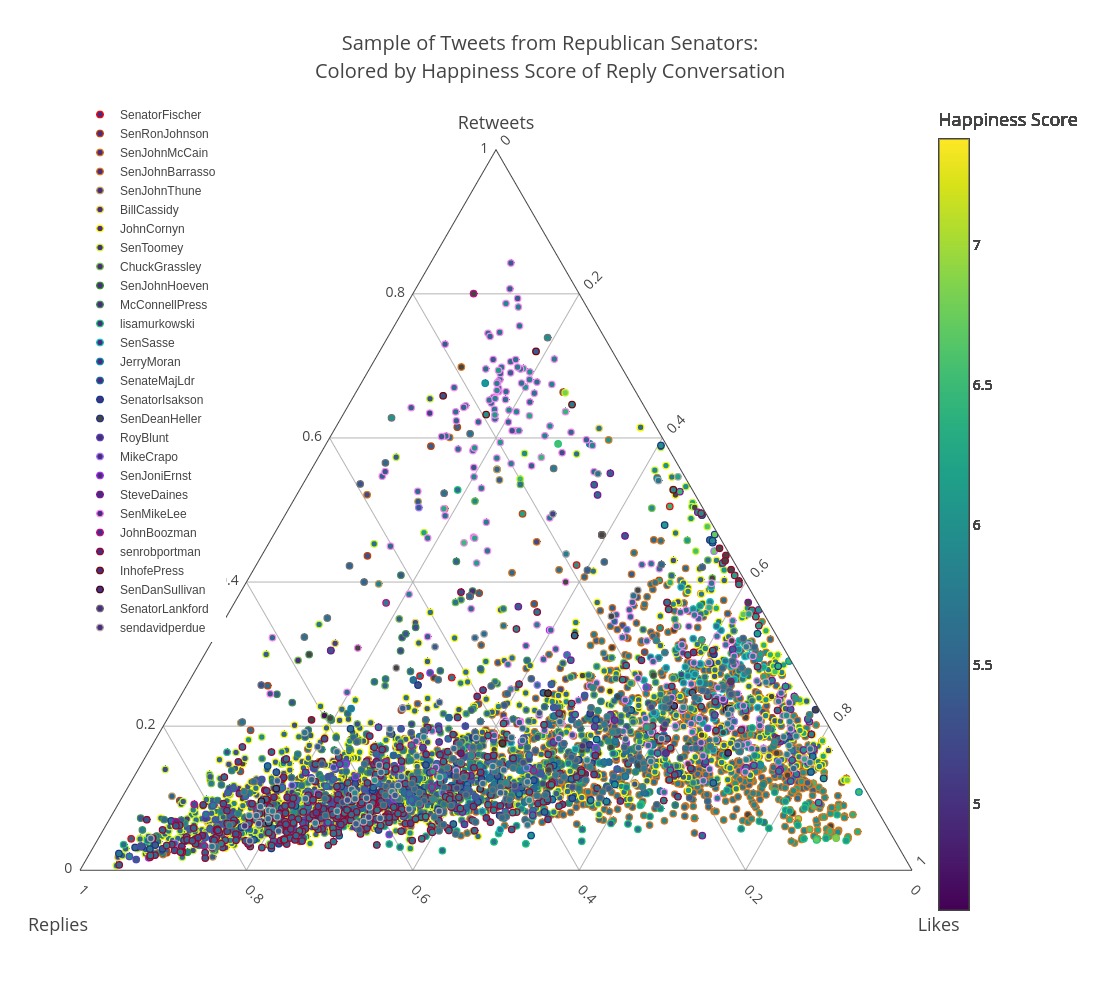 Sample of Tweets from Republican Senators:
Colored by Happiness Score of Reply Conversation
SenatorFischer
SenRonJohnson
SenJohnMcCain
SenJohnBarrasso
SenJohnThune
BillCassidy
JohnCornyn
SenToomey
ChuckGrassley
SenJohnHoeven
McConnellPress
lisamurkowski
SenSasse
JerryMoran
SenateMajLdr
SenatorIsakson
SenDeanHeller
RoyBlunt
MikeCrapo
SenJoniErnst
SteveDaines
SenMikeLee
JohnBoozman
senrobportman
InhofePress
SenDanSullivan
SenatorLankford
sendavidperdue
Retweets
1
0.8
0.6
.4
0.2
0
0
0.2
0.4
0.6
0.8
1
1
0.8
0.6
0.4
0.2
0
Replies
Likes
Happiness Score
7
6.5
6
5.5
5